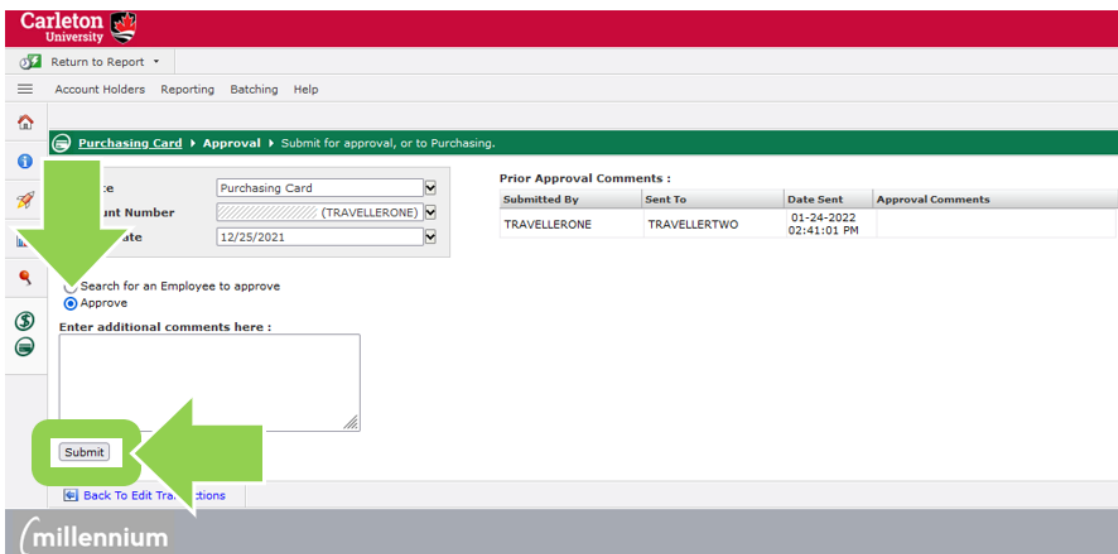 Carleton
University
Return to Report
Account Holders Reporting Batching Help
Purchasing Card Approval Submit for approval, or to Purchasing.
Purchasing Card
Number (TRAVELLERONE)
12/25/2021
Prior Approval Comments :
Submitted By Sent To Date Sent Approval Comments
TRAVELLERONE TRAVELLERTWO 01-24-2022
02:41:01 PM
Search for an Employee to approve
Approve
Enter additional comments here :
Submit
Back To Edit
millennium